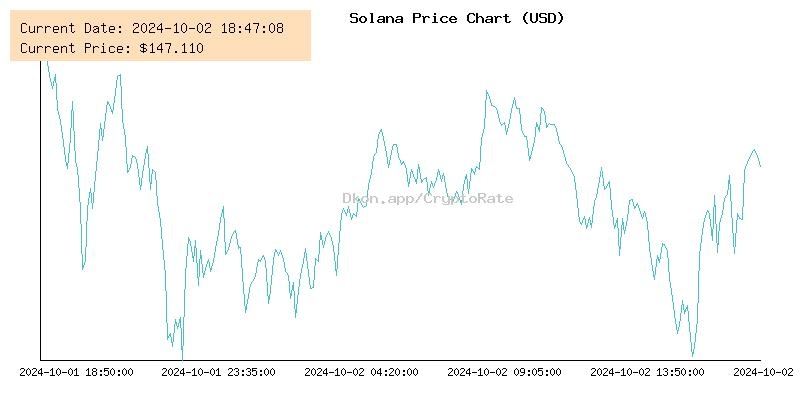 Solana Price Chart (USD)
Current Date: 2024-10-02 18:47:08
Current Price: $147.110
Dkon.app/CryptoRate
2024-10-01 18:50:00 2024-10-01 23:35:00 2024-10-02 04:20:00 2024-10-02 09:05:00 2024-10-02 13:50:00 2024-10-02